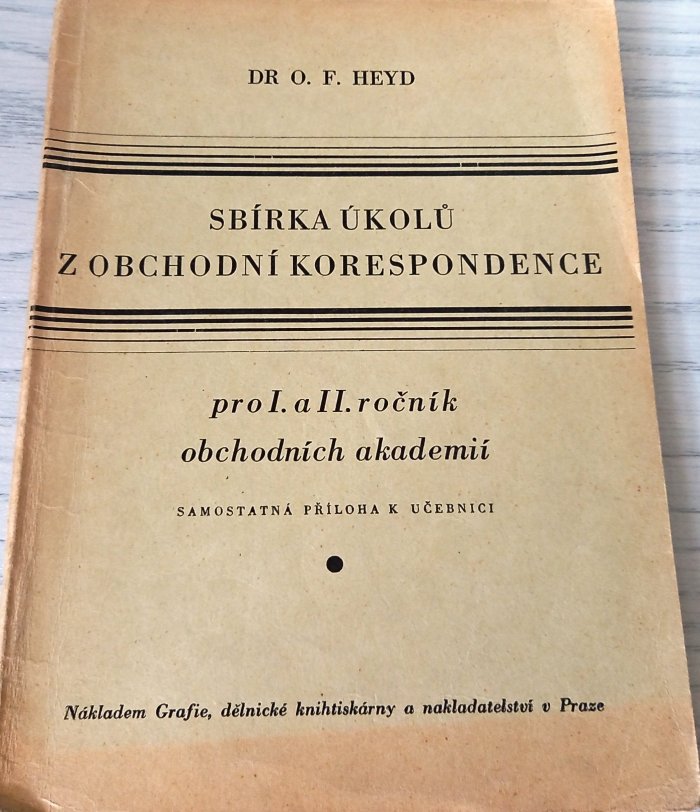 DR O. F. HEYD
SBÍRKA ÚKOLŮ
Z OBCHODNÍ KORESPONDENCE
pro I. a II. ročník
obchodních akademií
SAMOSTATNÁ PŘÍLOHA K UČEBNICI
Nákladem Grafie, dělnické knihtiskárny a nakladatelství v Praze